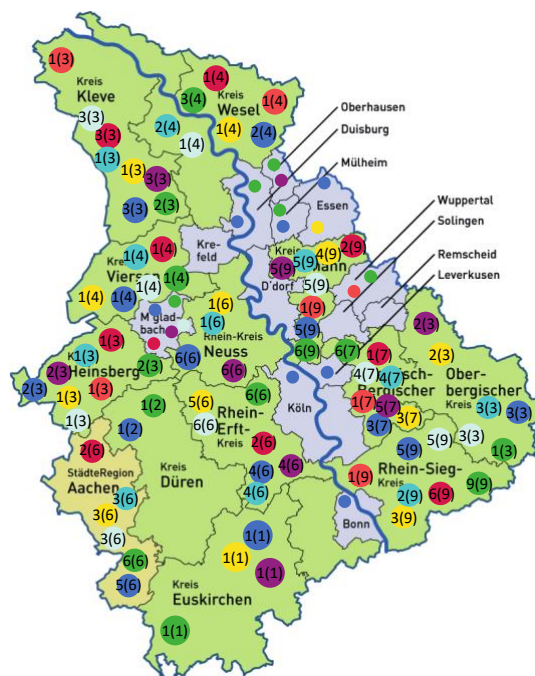 1(3)
Kreis
Kleve
1(4)
3(4)
Kreis
Wesel
1(4)
3(3)
3(3)
1(3)
2(4)
1(4)
1(4)
2(4)
1(3)
3(3)
3(3)
2(3)
Oberhausen
Duisburg
Mülheim
Essen
Wuppertal
Solingen
Remscheid
Leverkusen
1(4)
1(4)
Kre-
feld
Kreis
Viersen
1(4)
1(4)
1(4)
1(4)
Kreis
5(9)
5(9)
4(9)
2(9)
mann
D'dorf
5(9)
1(9)
5(9)
M'glad-
bach
1(6)
1(6)
Rhein-Kreis
Neuss
6(6)
6(6)
6(9)
6(7)
1(3)
1(3)
Heinsberg
2(3)
2(3)
1(3)
1(3)
2(3)
1(3)
1(7)
4(7)
4(7)
sch-
Bergischer
1(7)
5(7)
3(7)
3(7)
2(3)
2(3)
Ober-
bergischer
Kreis
3(3)
3(3)
1(2)
1(2)
5(6)
6(6)
6(6)
Rhein-
Erft-
Kreis
2(6)
4(6)
4(6)
4(6)
Köln
5(9)
5(9)
3(3)
1(3)
Rhein-Sieg-
Kreis
1(9)
2(9)
6(9)
9(9)
3(9)
Bonn
2(6)
StädteRegion
Aachen
3(6)
3(6)
3(6)
6(6)
5(6)
Kreis
Düren
1(1)
1(1)
1(1)
Kreis
Euskirchen
1(1)